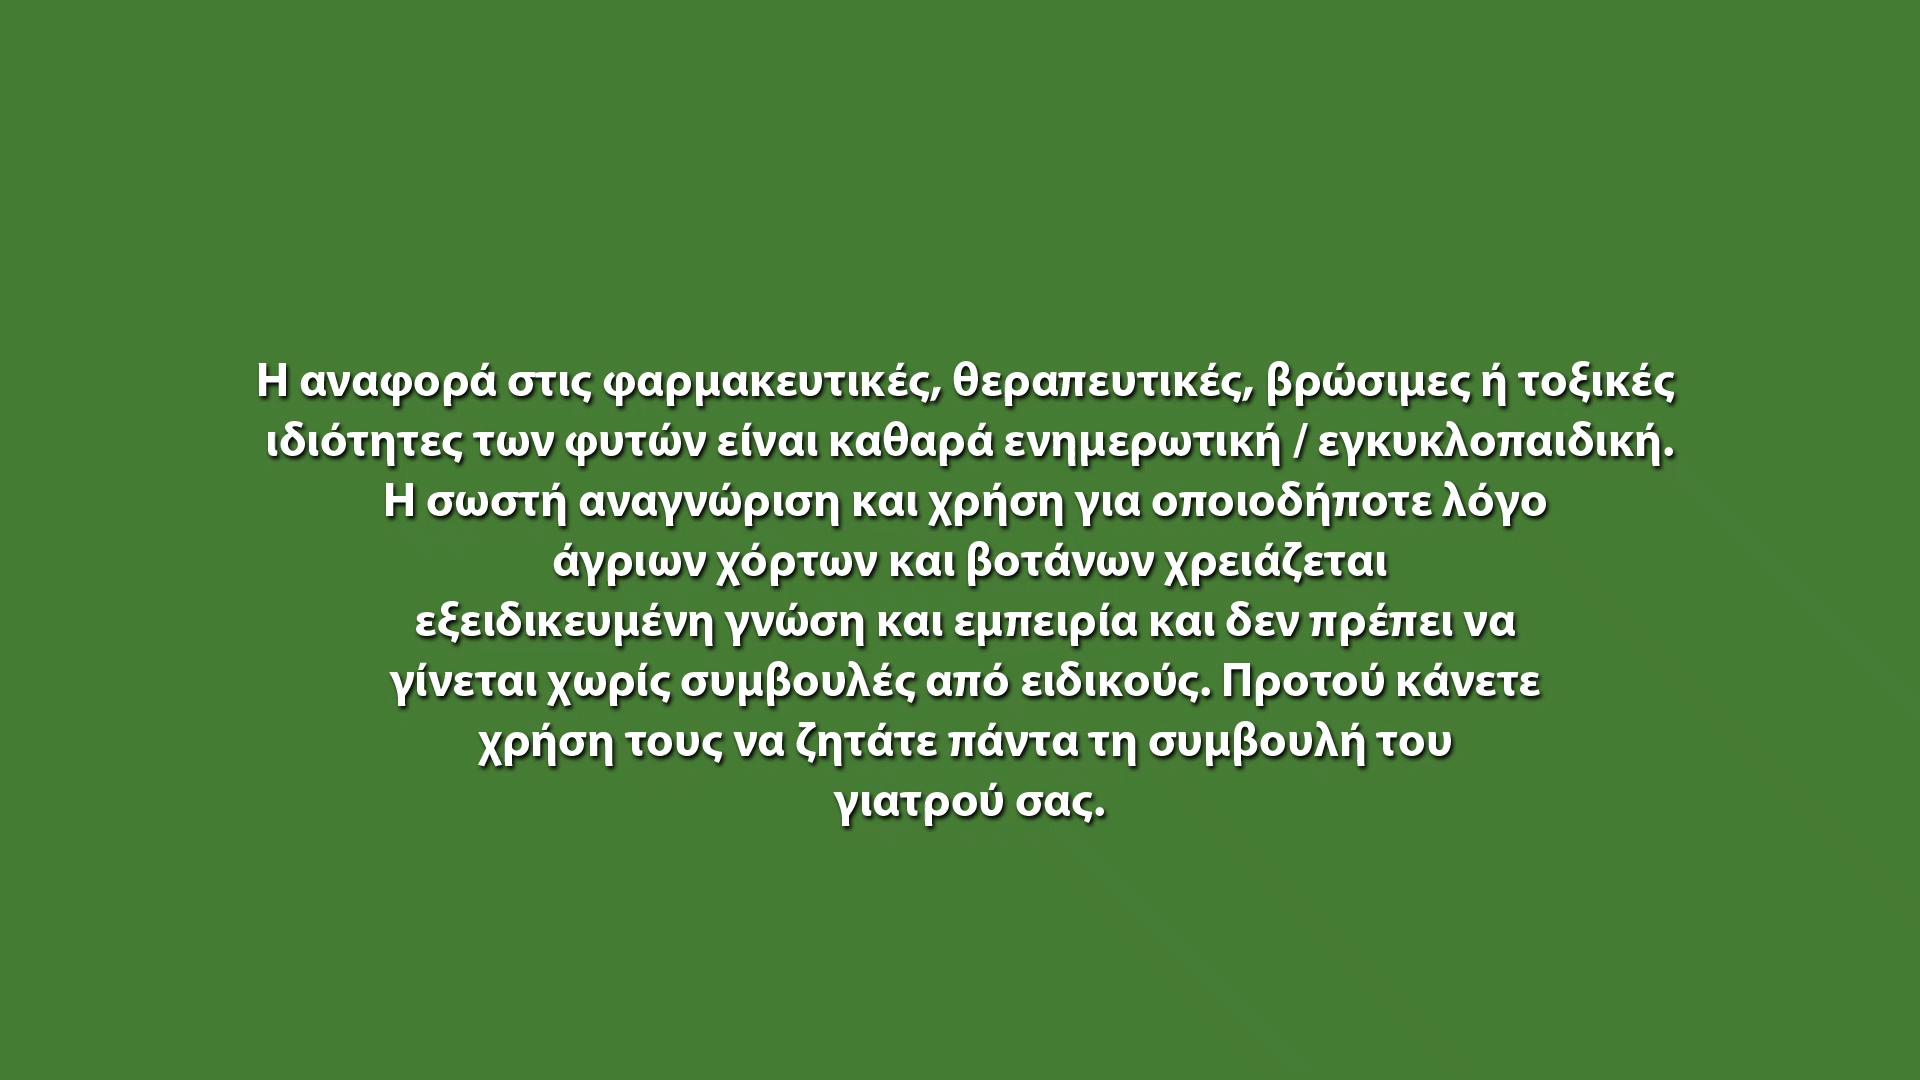 Η αναφορά στις φαρμακευτικές, θεραπευτικές, βρώσιμες ή τοξικές
ιδιότητες των φυτών είναι καθαρά ενημερωτική / εγκυκλοπαιδική.
Η σωστή αναγνώριση και χρήση για οποιοδήποτε λόγο
άγριων χόρτων και βοτάνων χρειάζεται
εξειδικευμένη γνώση και εμπειρία και δεν πρέπει να
γίνεται χωρίς συμβουλές από ειδικούς. Προτού κάνετε
χρήση τους να ζητάτε πάντα τη συμβουλή του
γιατρού σας.